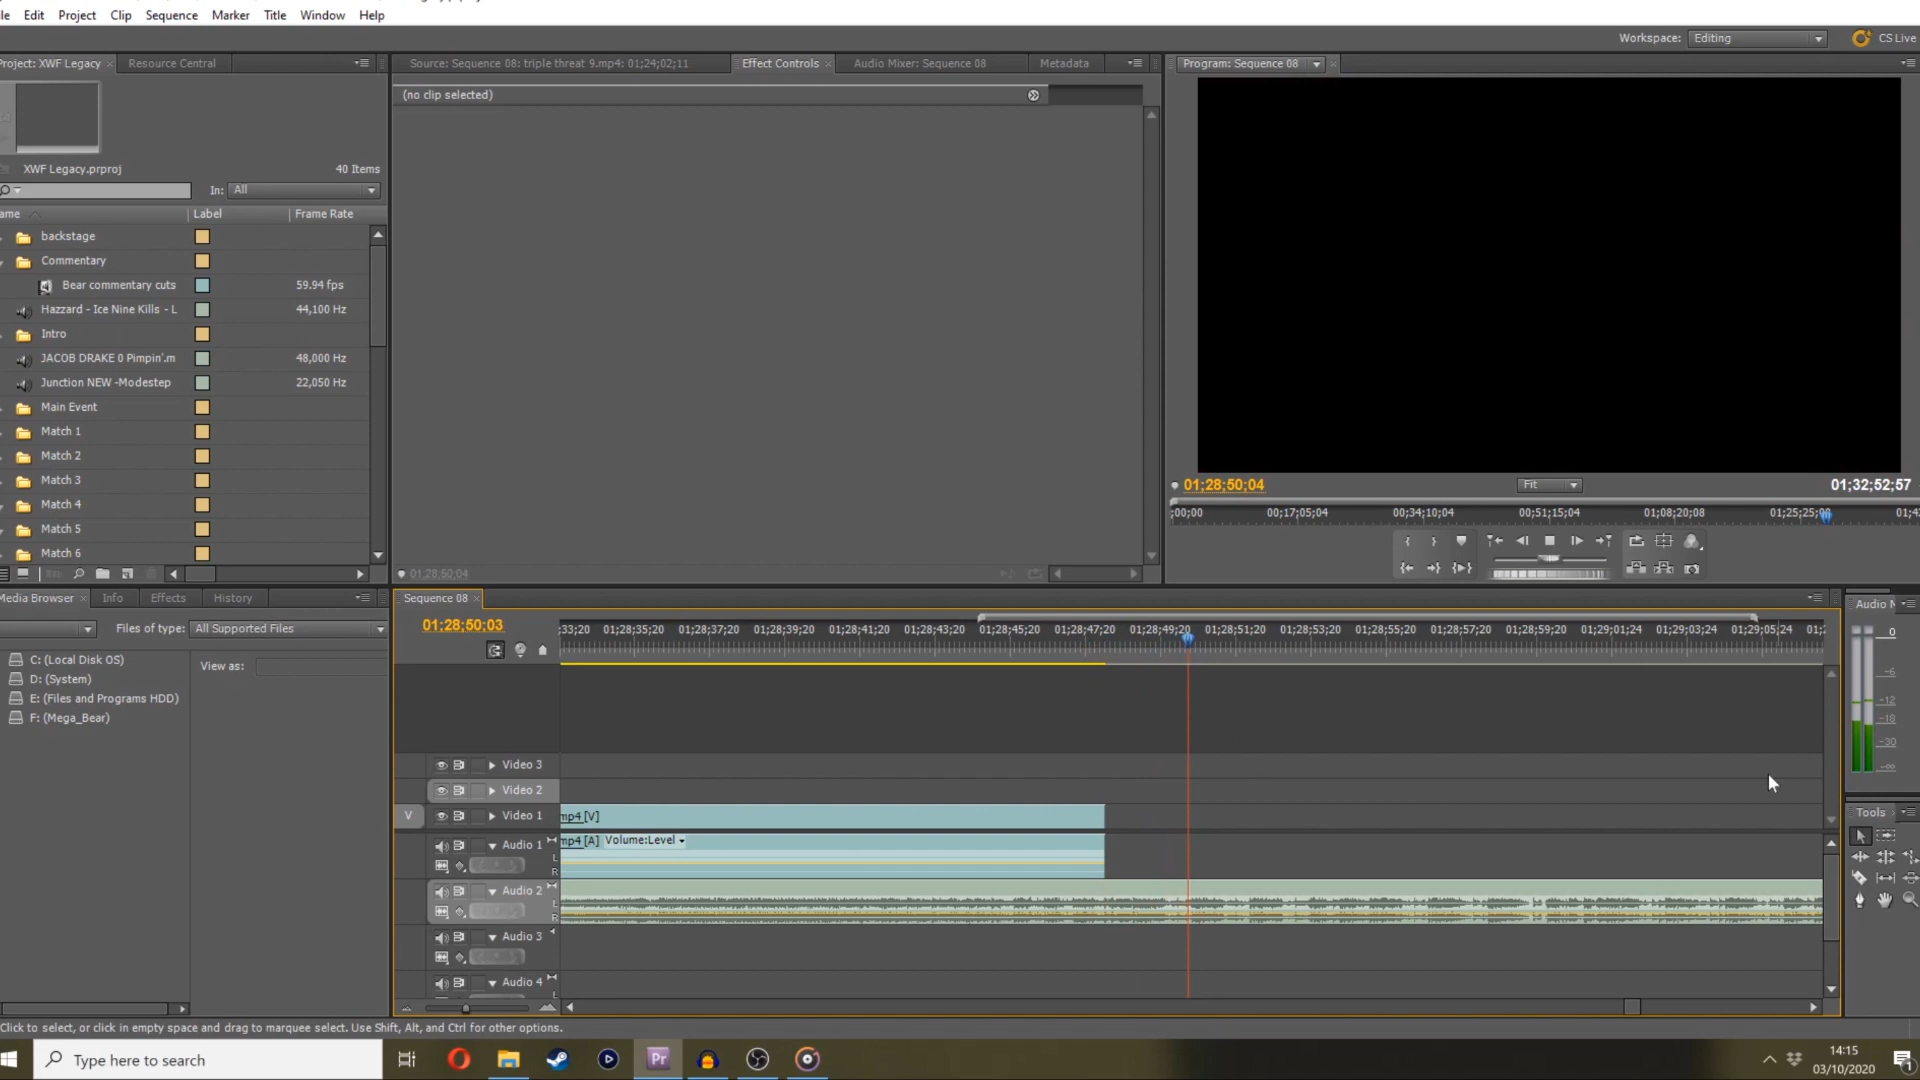 le Edit Project Clip Sequence Marker Title Window Help
Workspace: Editing CS Live
Project: XWF Legacy Resource Central
Source: Sequence 08: triple threat 9.mp4: 01;24;02;11 Effect Controls Audio Mixer: Sequence 08 Metadata
Program: Sequence 08
(no clip selected)
XWF Legacy.prproj 40 Items
In: All
ame Label Frame Rate
backstage
Commentary
Bear commentary cuts 59.94 fps
Hazzard - Ice Nine Kills - L 44,100 Hz
Intro
JACOB DRAKE 0 Pimpin'.m 48,000 Hz
Junction NEW -Modestep 22,050 Hz
Main Event
Match 1
Match 2
Match 3
Match 4
Match 5
Match 6
01;28;50;04
01;28;50;04 Fit 01;32;52;57
;00;00 00;17;05;04 00;34;10;04 00;51;15;04 01;08;20;08 01;25;25;08 01;4
Media Browser Info Effects History
Files of type: All Supported Files
C: (Local Disk OS)
D: (System)
E: (Files and Programs HDD)
F: (Mega_Bear)
View as:
Sequence 08
01;28;50;03
;33;20 01;28;35;20 01;28;37;20 01;28;39;20 01;28;41;20 01;28;43;20 01;28;45;20 01;28;47;20 01;28;49;20 01;28;51;20 01;28;53;20 01;28;55;20 01;28;57;20 01;28;59;20 01;29;01;24 01;29;03;24 01;29;05;24 01;2
Video 3
Video 2
V Video 1 mp4 [V]
Audio 1 mp4 [A] Volume:Level
L
R
Audio 2
L
R
Audio 3
Audio 4
L
Audio M
0
-6
-12
-18
-30
-∞
Tools
Click to select, or click in empty space and drag to marquee select. Use Shift, Alt, and Ctrl for other options.
Type here to search
Pr
14:15
03/10/2020
1